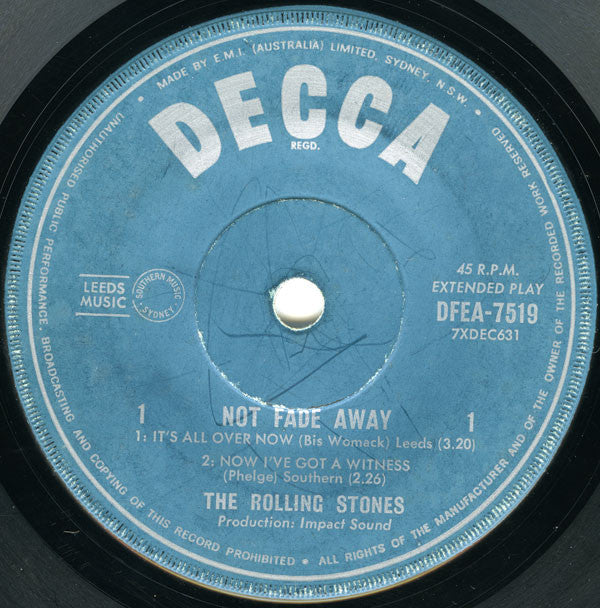 • MADE BY E.M.I. (AUSTRALIA) LIMITED, SYDNEY, N.S.W. •
UNAUTHORISED PUBLIC PERFORMANCE, BROADCASTING AND COPYING OF THIS RECORD PROHIBITED • ALL RIGHTS OF THE MANUFACTURER AND OF THE OWNER OF THE RECORDED WORK RESERVED
DECCA
REGD.
LEEDS
MUSIC
SOUTHERN MUSIC
SYDNEY
45 R.P.M.
EXTENDED PLAY
DFEA-7519
7XDEC631
1 NOT FADE AWAY 1
1: IT'S ALL OVER NOW (Bis Womack) Leeds (3.20)
2: NOW I'VE GOT A WITNESS
(Phelge) Southern (2.26)
THE ROLLING STONES
Production: Impact Sound